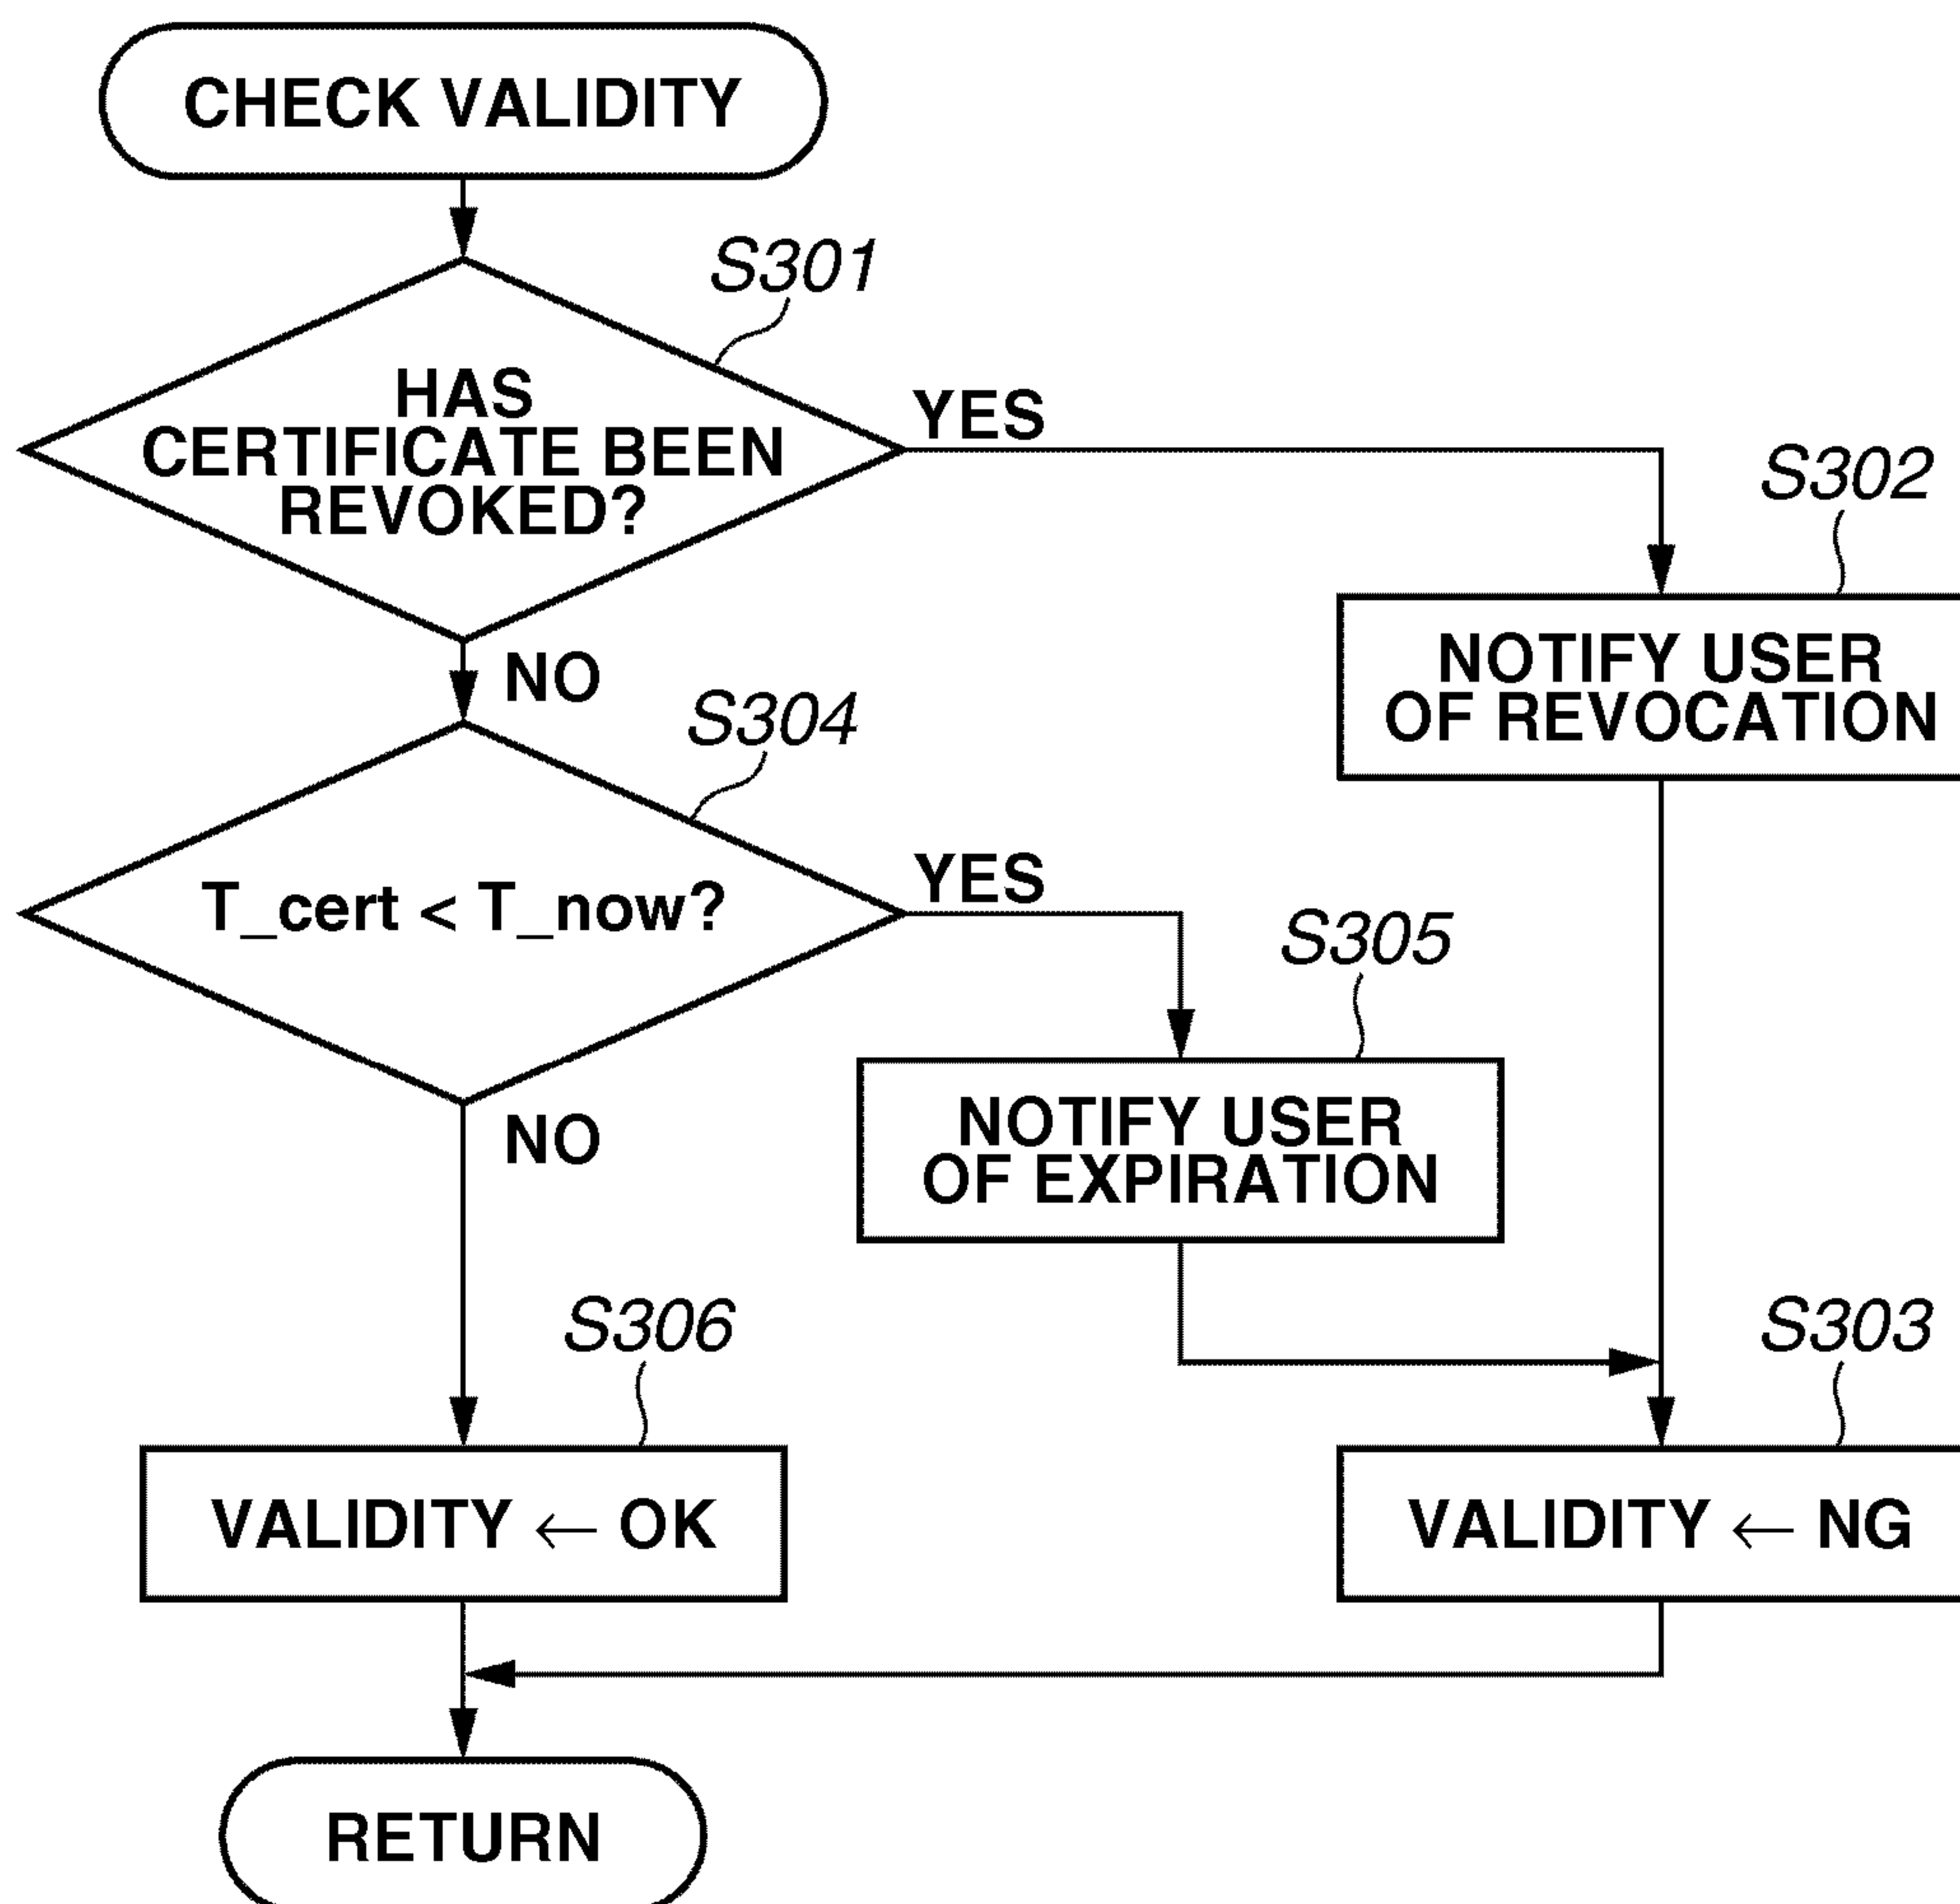 CHECK VALIDITY
S301
HAS
CERTIFICATE BEEN
REVOKED?
YES
S302
NOTIFY USER
OF REVOCATION
NO
S304
T_cert < T_now?
YES
S305
NOTIFY USER
OF EXPIRATION
NO
S306
VALIDITY ← OK
S303
VALIDITY ← NG
RETURN